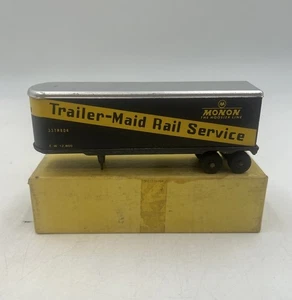 MONON
THE HOOSIER LINE
Trailer-Maid Rail Service